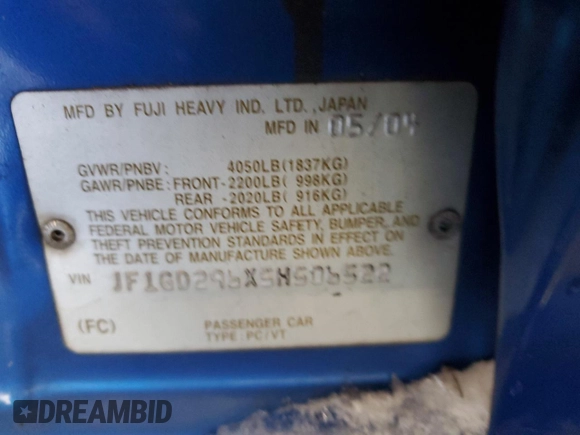 MFD BY FUJI HEAVY IND. LTD.,JAPAN
MFD IN 05/04
GVWR/PNBV: 4050LB(1837KG)
GAWR/PNBE: FRONT-2200LB( 998KG)
REAR -2020LB( 916KG)
THIS VEHICLE CONFORMS TO ALL APPLICABLE
FEDERAL MOTOR VEHICLE SAFETY, BUMPER, AND
THEFT PREVENTION STANDARDS IN EFFECT ON
THE DATE OF MANUFACTURE SHOWN ABOVE.
VIN JF1GD296X5H506522
(FC) PASSENGER CAR
TYPE: PC/VT
DREAMBID